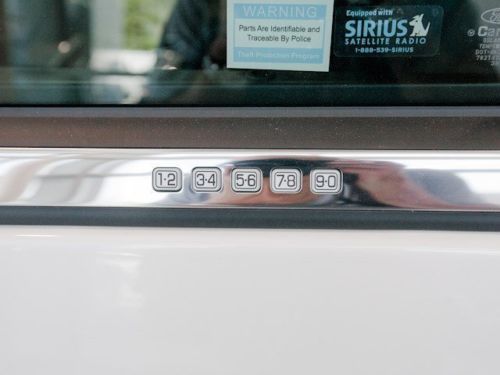 WARNING
Parts Are Identifiable and
Traceable By Police
Theft Protection Program
Equipped with
SIRIUS
SATELLITE RADIO
1-888-539-SIRIUS
1·2 3·4 5·6 7·8 9·0